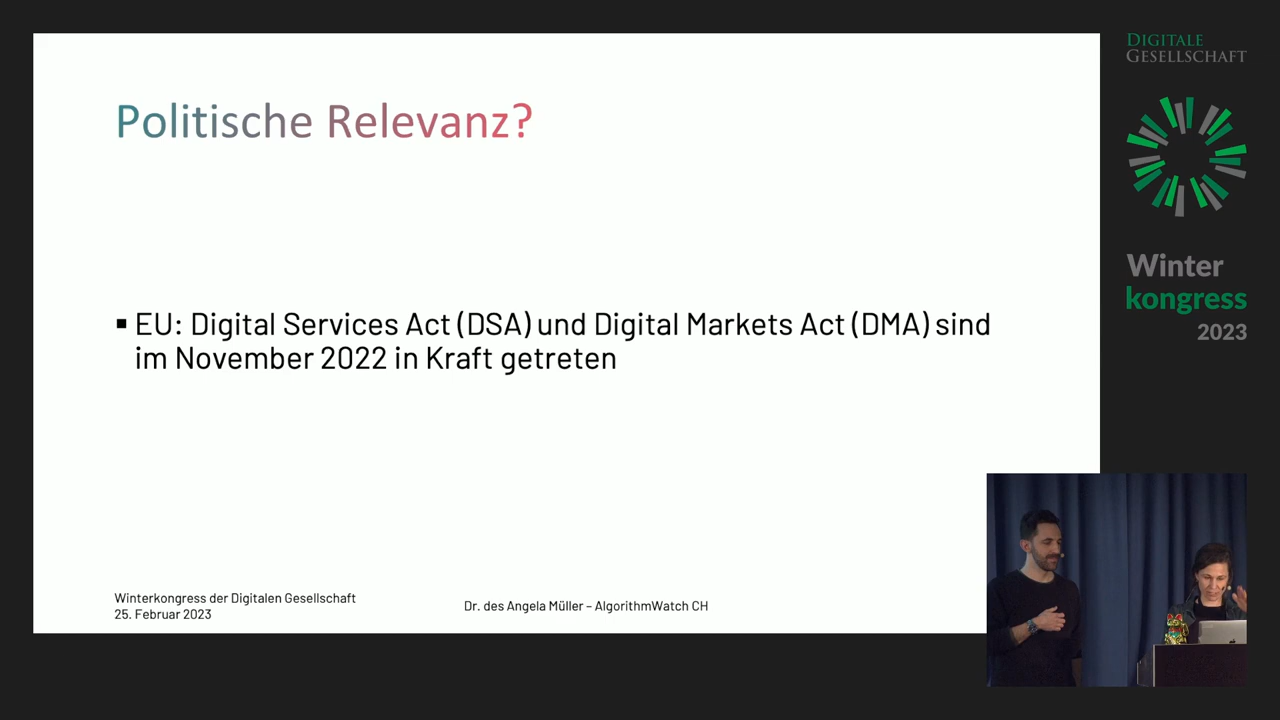 Politische Relevanz?
▪ EU: Digital Services Act (DSA) und Digital Markets Act (DMA) sind
im November 2022 in Kraft getreten
Winterkongress der Digitalen Gesellschaft
25. Februar 2023
Dr. des Angela Müller – AlgorithmWatch CH
DIGITALE
GESELLSCHAFT
Winter
kongress
2023